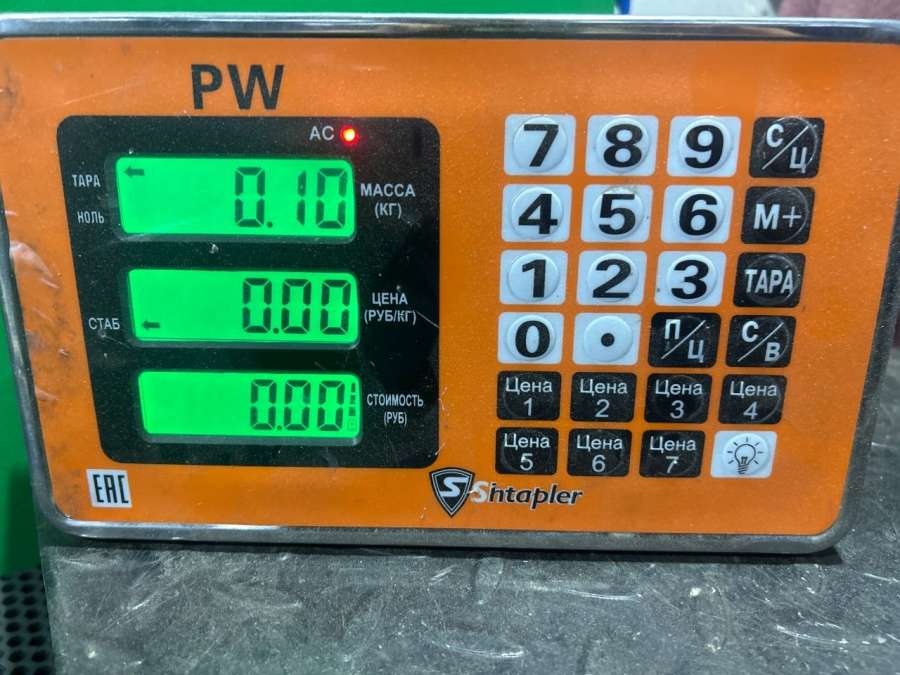 PW
AC
ТАРА
НОЛЬ
0.10
МАССА
(КГ)
СТАБ
0.00
ЦЕНА
(РУБ/КГ)
0.00
СТОИМОСТЬ
(РУБ)
7 8 9 С/Ц
4 5 6 М+
1 2 3 ТАРА
0 . П/Ц С/В
Цена 1 Цена 2 Цена 3 Цена 4
Цена 5 Цена 6 Цена 7
EAC
S Shtapler